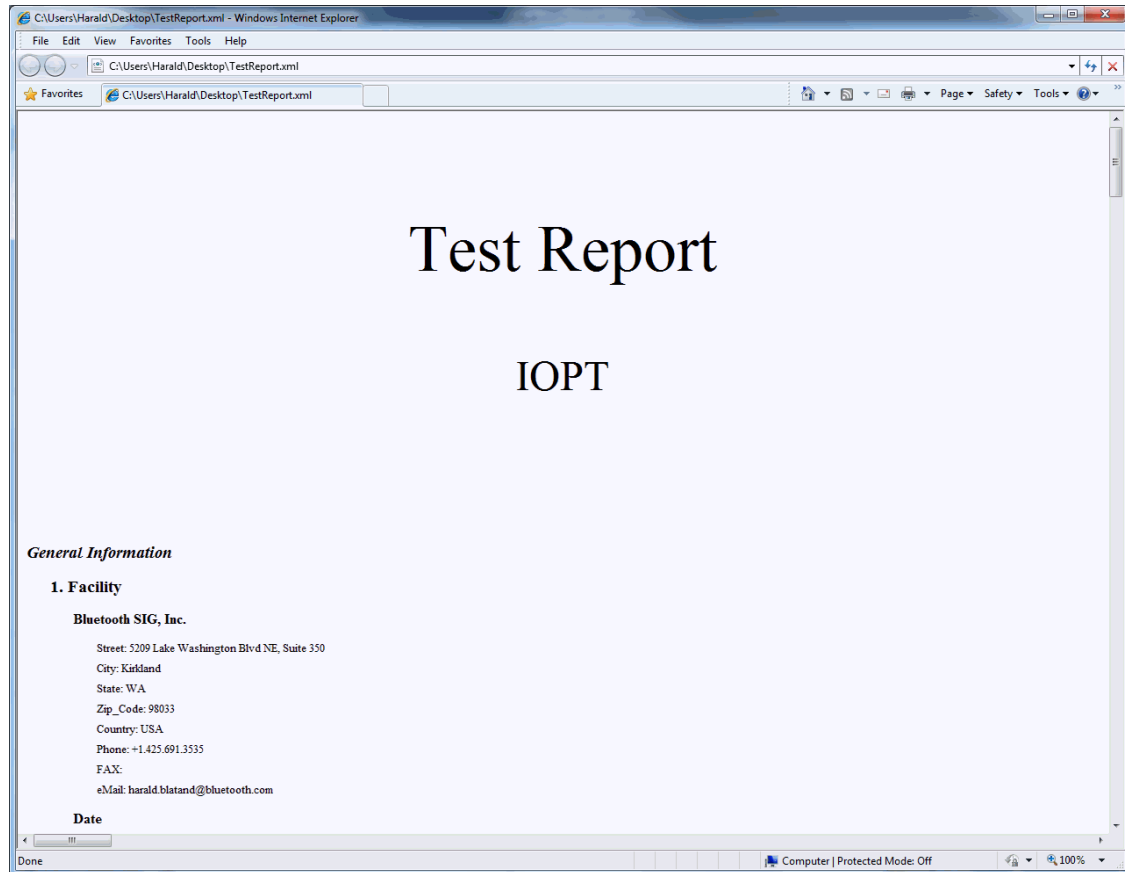 C:\Users\Harald\Desktop\TestReport.xml - Windows Internet Explorer
File Edit View Favorites Tools Help
C:\Users\Harald\Desktop\TestReport.xml
Favorites C:\Users\Harald\Desktop\TestReport.xml Page Safety Tools
Test Report
IOPT
General Information
1. Facility
Bluetooth SIG, Inc.
Street: 5209 Lake Washington Blvd NE, Suite 350
City: Kirkland
State: WA
Zip_Code: 98033
Country: USA
Phone: +1.425.691.3535
FAX:
eMail: harald.blatand@bluetooth.com
Date
Done Computer | Protected Mode: Off 100%